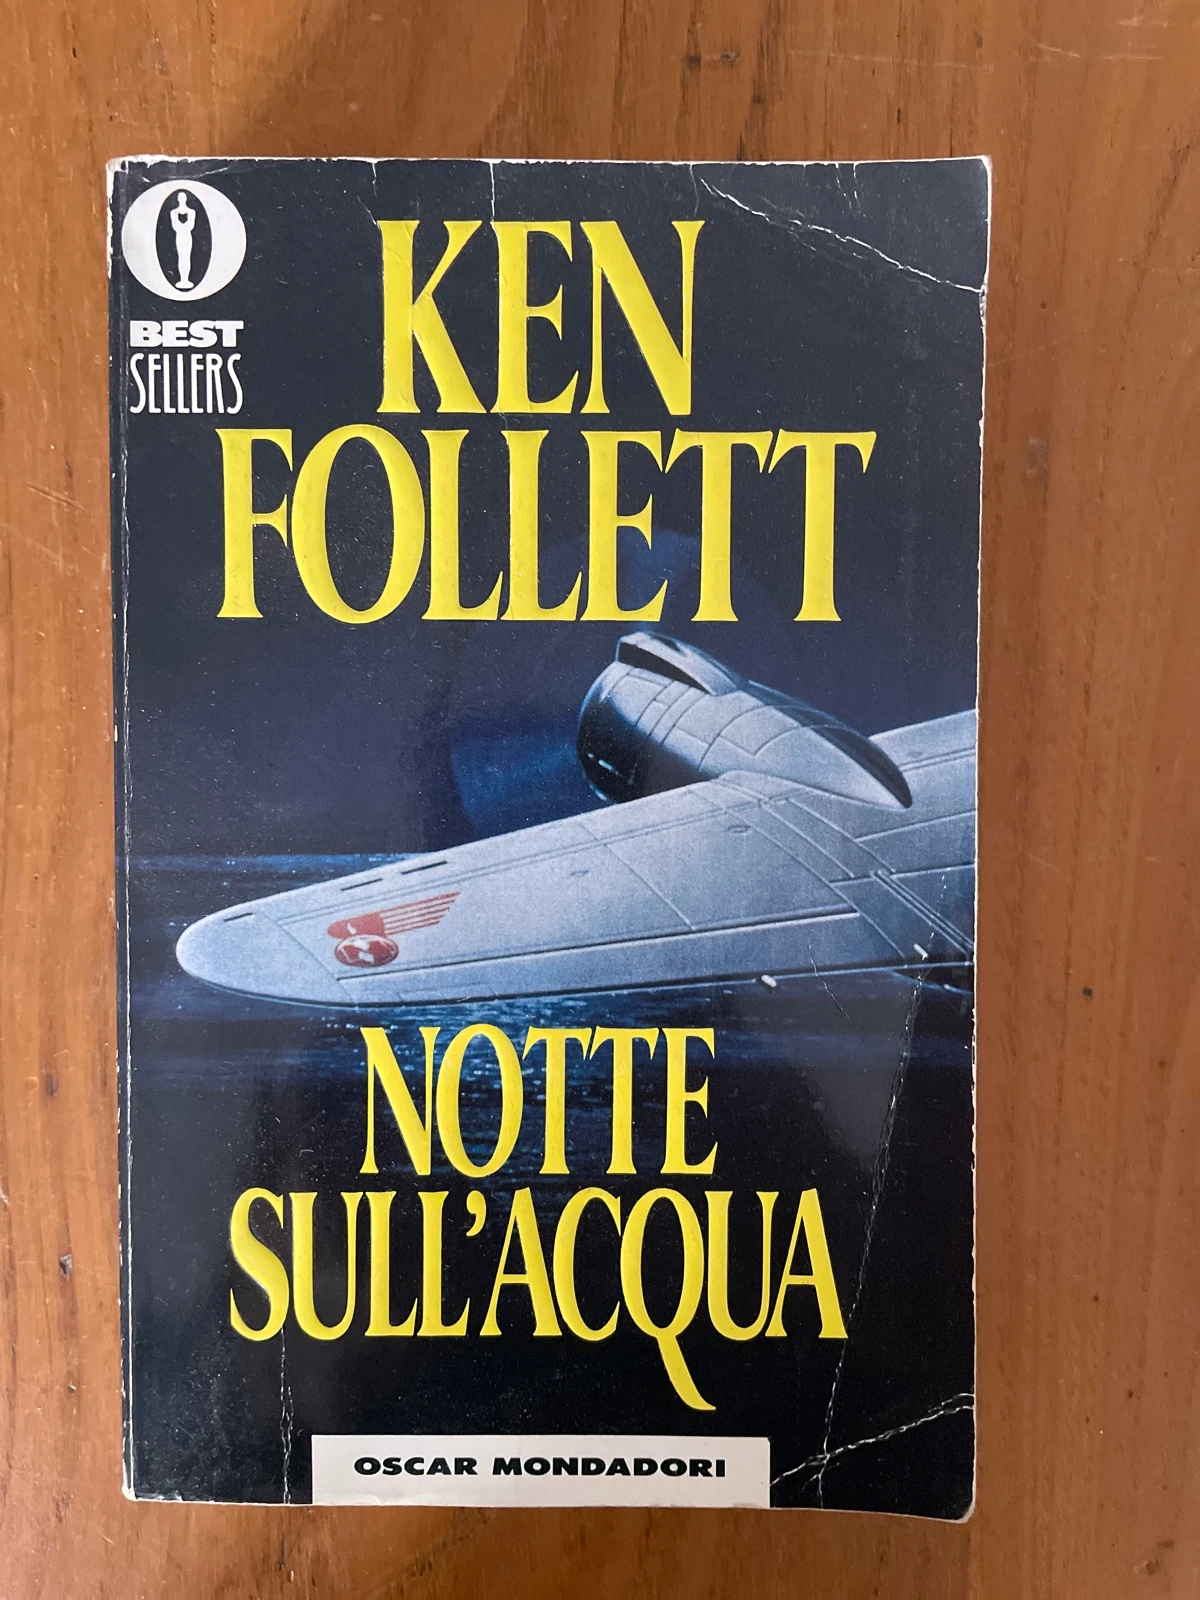 BEST
SELLERS
KEN
FOLLETT
NOTTE
SULL'ACQUA
OSCAR MONDADORI